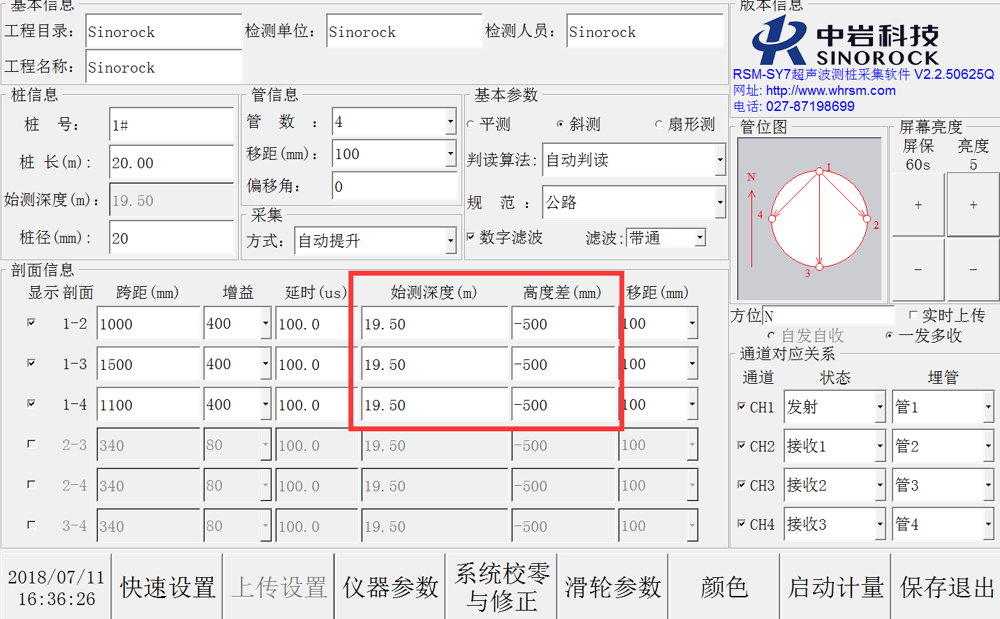 基本信息
工程目录: Sinorock 检测单位: Sinorock 检测人员: Sinorock
工程名称: Sinorock
版本信息
中岩科技
SINOROCK
RSM-SY7超声波测桩采集软件 V2.2.50625Q
网址: http://www.whrsm.com
电话: 027-87198699
桩信息
桩 号: 1#
桩 长(m): 20.00
始测深度(m): 19.50
桩径(mm): 20
管信息
管 数 : 4
移距(mm): 100
偏移角: 0
采集
方式: 自动提升
基本参数
平测 斜测 扇形测
判读算法: 自动判读
规 范 : 公路
数字滤波 滤波: 带通
管位图
N
1
4
2
3
屏幕亮度
屏保 亮度
60s 5
+ +
- -
方位 N 实时上传
自发自收 一发多收
剖面信息
显示 剖面 跨距(mm) 增益 延时(us) 始测深度(m) 高度差(mm) 移距(mm)
1-2 1000 400 100.0 19.50 -500 100
1-3 1500 400 100.0 19.50 -500 100
1-4 1100 400 100.0 19.50 -500 100
2-3 340 80 100.0 19.50 -500 100
2-4 340 80 100.0 19.50 -500 100
3-4 340 80 100.0 19.50 -500 100
通道对应关系
通道 状态 埋管
CH1 发射 管1
CH2 接收1 管2
CH3 接收2 管3
CH4 接收3 管4
2018/07/11
16:36:26
快速设置
上传设置
仪器参数
系统校零
与修正
滑轮参数
颜色
启动计量
保存退出